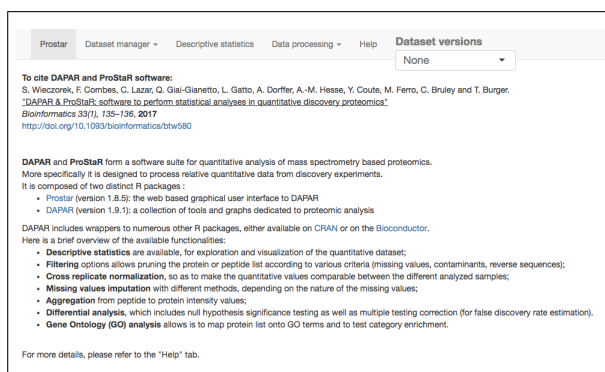 Prostar Dataset manager Descriptive statistics Data processing Help Dataset versions
None
To cite DAPAR and ProStaR software:
S. Wieczorek, F. Combes, C. Lazar, Q. Giai-Gianetto, L. Gatto, A. Dorffer, A.-M. Hesse, Y. Coute, M. Ferro, C. Bruley and T. Burger.
"DAPAR & ProStaR: software to perform statistical analyses in quantitative discovery proteomics"
Bioinformatics 33(1), 135–136, 2017
http://doi.org/10.1093/bioinformatics/btw580
DAPAR and ProStaR form a software suite for quantitative analysis of mass spectrometry based proteomics.
More specifically it is designed to process relative quantitative data from discovery experiments.
It is composed of two distinct R packages :
• Prostar (version 1.8.5): the web based graphical user interface to DAPAR
• DAPAR (version 1.9.1): a collection of tools and graphs dedicated to proteomic analysis
DAPAR includes wrappers to numerous other R packages, either available on CRAN or on the Bioconductor.
Here is a brief overview of the available functionalities:
• Descriptive statistics are available, for exploration and visualization of the quantitative dataset;
• Filtering options allows pruning the protein or peptide list according to various criteria (missing values, contaminants, reverse sequences);
• Cross replicate normalization, so as to make the quantitative values comparable between the different analyzed samples;
• Missing values imputation with different methods, depending on the nature of the missing values;
• Aggregation from peptide to protein intensity values;
• Differential analysis, which includes null hypothesis significance testing as well as multiple testing correction (for false discovery rate estimation).
• Gene Ontology (GO) analysis allows is to map protein list onto GO terms and to test category enrichment.
For more details, please refer to the "Help" tab.